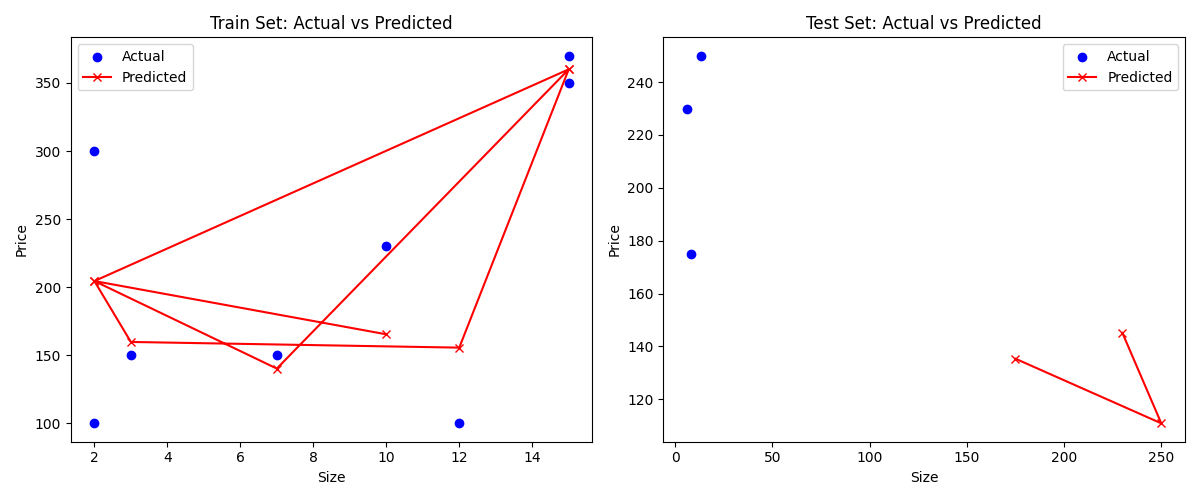 Train Set: Actual vs Predicted
Actual
Predicted
Price
350
300
250
200
150
100
2 4 6 8 10 12 14
Size
Test Set: Actual vs Predicted
Actual
Predicted
Price
240
220
200
180
160
140
120
0 50 100 150 200 250
Size